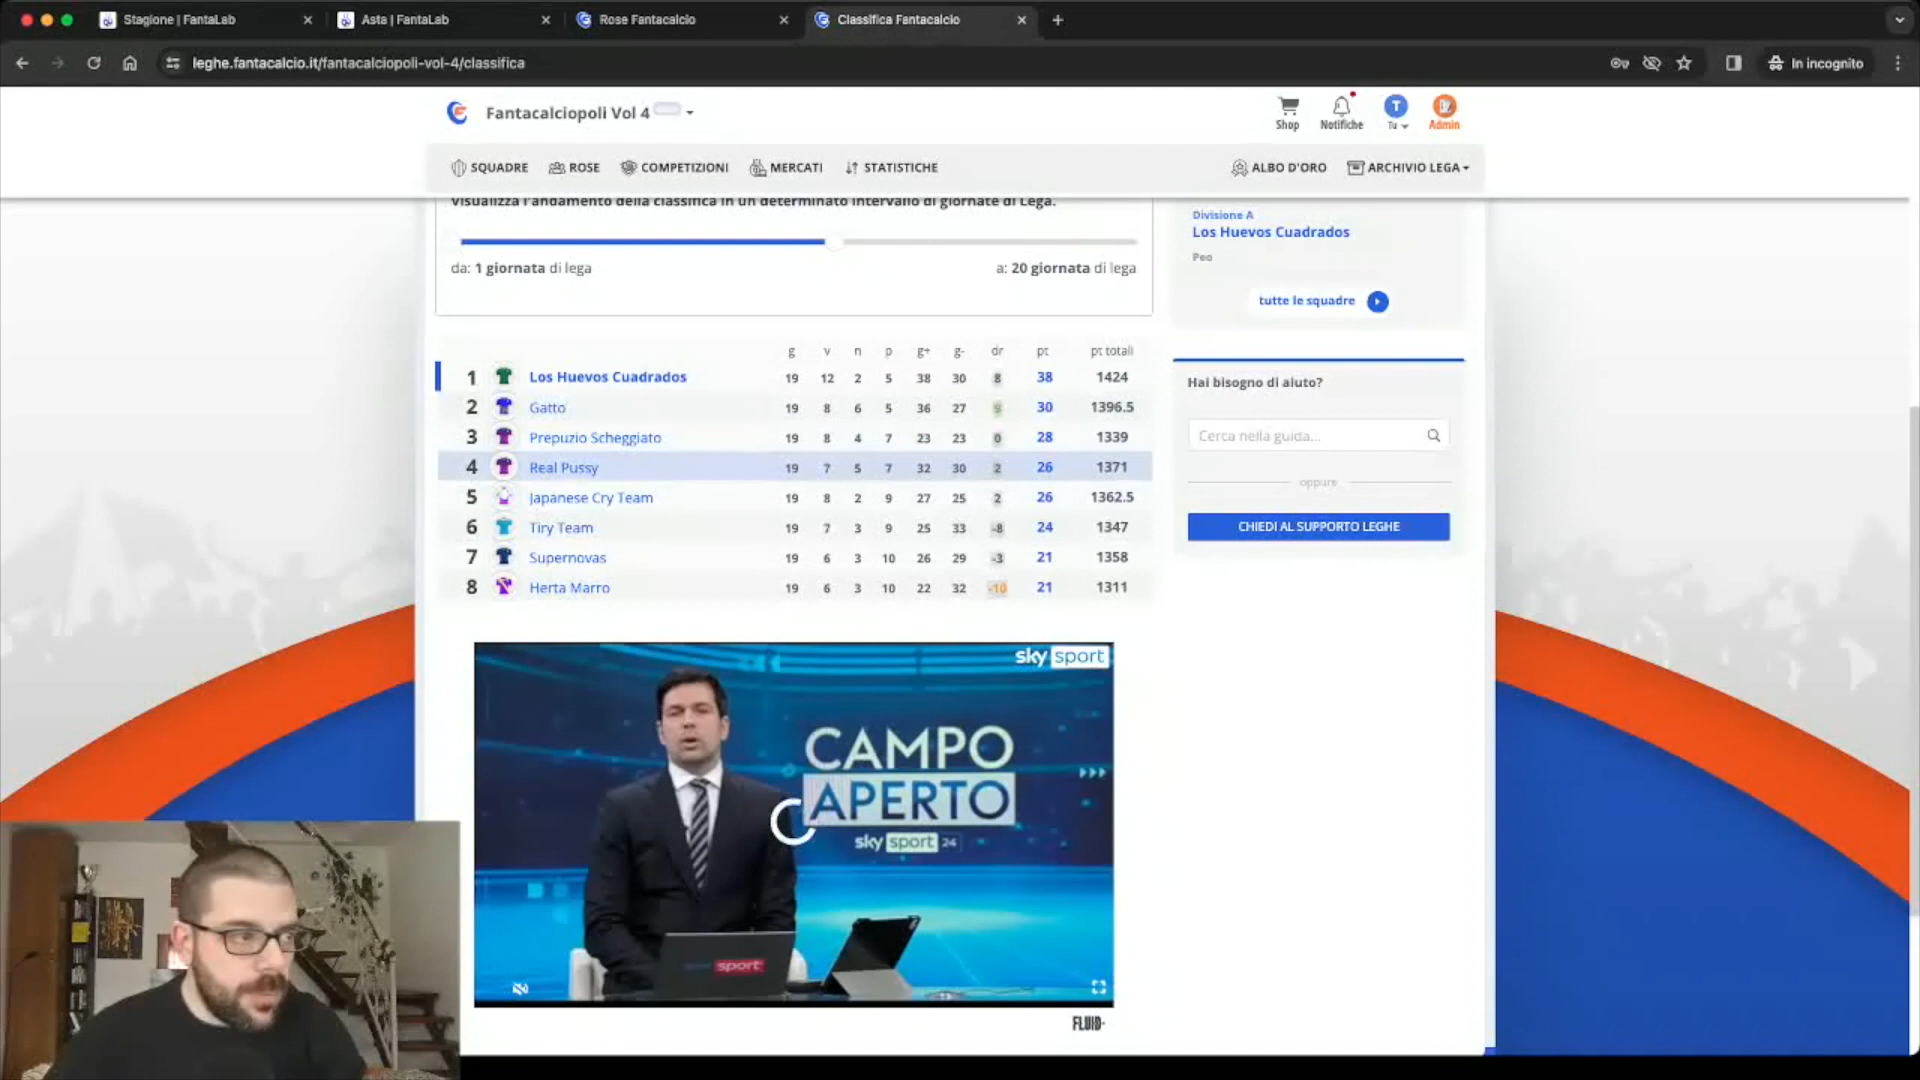 Stagione | FantaLab
Asta | FantaLab
Rose Fantacalcio
Classifica Fantacalcio
leghe.fantacalcio.it/fantacalciopoli-vol-4/classifica
In incognito
Fantacalciopoli Vol 4
Shop
Notifiche
T
Tu
Admin
SQUADRE
ROSE
COMPETIZIONI
MERCATI
STATISTICHE
ALBO D'ORO
ARCHIVIO LEGA
Visualizza l'andamento della classifica in un determinato intervallo di giornate di Lega.
da: 1 giornata di lega
a: 20 giornata di lega
Divisione A
Los Huevos Cuadrados
Peo
tutte le squadre
g v n p g+ g- dr pt pt totali
1 Los Huevos Cuadrados 19 12 2 5 38 30 8 38 1424
2 Gatto 19 8 6 5 36 27 9 30 1396.5
3 Prepuzio Scheggiato 19 8 4 7 23 23 0 28 1339
4 Real Pussy 19 7 5 7 32 30 2 26 1371
5 Japanese Cry Team 19 8 2 9 27 25 2 26 1362.5
6 Tiry Team 19 7 3 9 25 33 -8 24 1347
7 Supernovas 19 6 3 10 26 29 -3 21 1358
8 Herta Marro 19 6 3 10 22 32 -10 21 1311
Hai bisogno di aiuto?
Cerca nella guida...
oppure
CHIEDI AL SUPPORTO LEGHE
sky sport
CAMPO
APERTO
sky sport 24
sport
FLUID